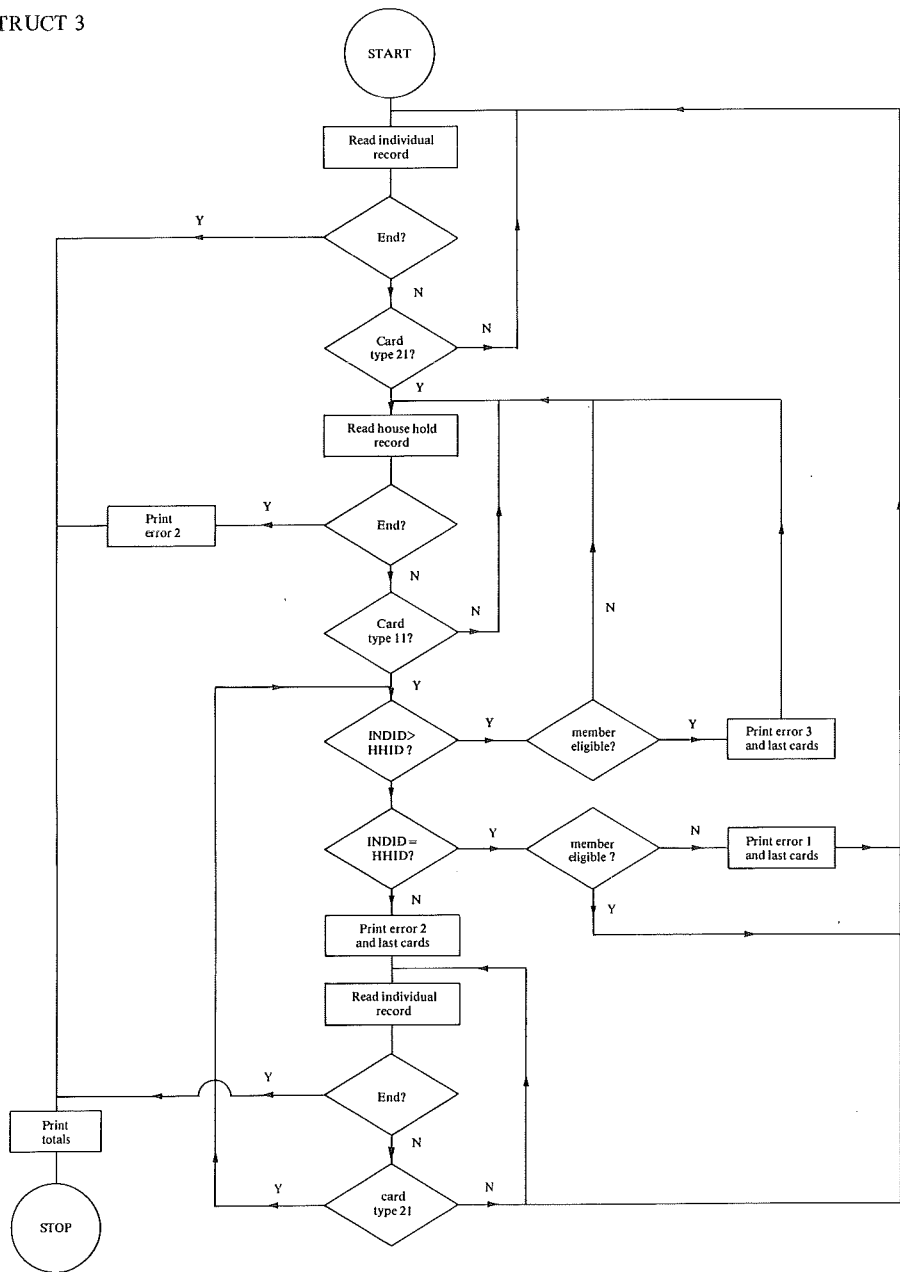 TRUCT 3
START
Read individual
record
Y
End?
N
Card
type 21?
N
Y
Read house hold
record
Print
error 2
Y
End?
N
Card
type 11?
N
N
Y
INDID>
HHID ?
Y
member
eligible?
Y
Print error 3
and last cards
INDID =
HHID?
Y
member
eligible ?
N
Print error 1
and last cards
N
Y
Print error 2
and last cards
Read individual
record
Y
End?
Print
totals
N
Y
card
type 21
N
STOP